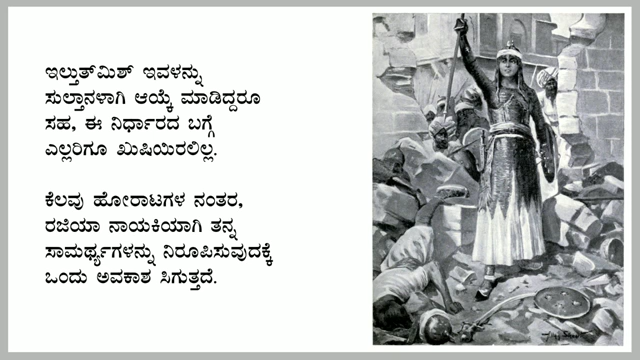 ಇಲ್ತುತ್‌ಮಿಶ್ ಇವಳನ್ನು
ಸುಲ್ತಾನಳಾಗಿ ಆಯ್ಕೆ ಮಾಡಿದ್ದರೂ
ಸಹ, ಈ ನಿರ್ಧಾರದ ಬಗ್ಗೆ
ಎಲ್ಲರಿಗೂ ಖುಷಿಯಿರಲಿಲ್ಲ.
ಕೆಲವು ಹೋರಾಟಗಳ ನಂತರ,
ರಜಿಯಾ ನಾಯಕಿಯಾಗಿ ತನ್ನ
ಸಾಮರ್ಥ್ಯಗಳನ್ನು ನಿರೂಪಿಸುವುದಕ್ಕೆ
ಒಂದು ಅವಕಾಶ ಸಿಗುತ್ತದೆ.